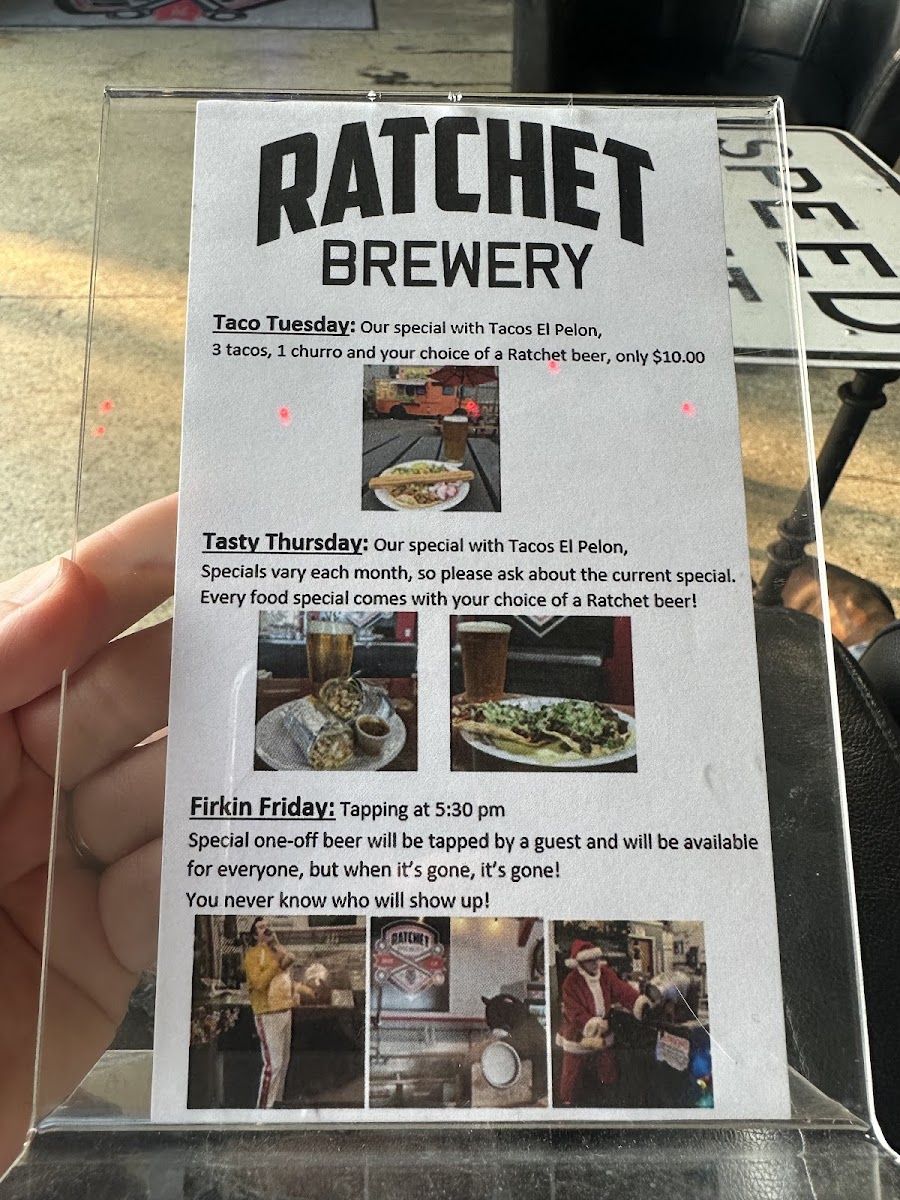 RATCHET
BREWERY
Taco Tuesday: Our special with Tacos El Pelon,
3 tacos, 1 churro and your choice of a Ratchet beer, only $10.00
Tasty Thursday: Our special with Tacos El Pelon,
Specials vary each month, so please ask about the current special.
Every food special comes with your choice of a Ratchet beer!
Firkin Friday: Tapping at 5:30 pm
Special one-off beer will be tapped by a guest and will be available
for everyone, but when it's gone, it's gone!
You never know who will show up!
RATCHET
BREWERY
SPEED